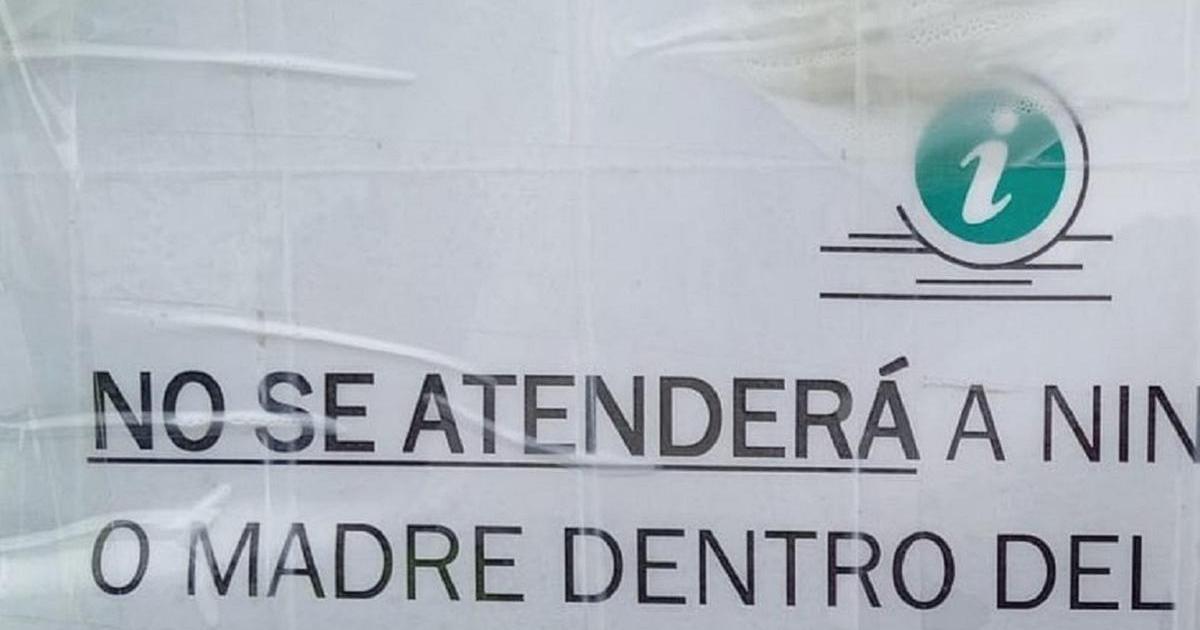 i
NO SE ATENDERÁ A NIN
O MADRE DENTRO DEL